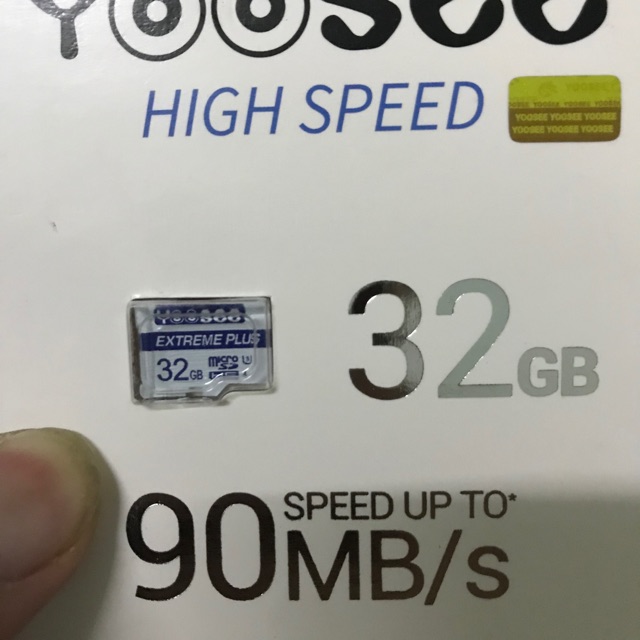 YOOSEE
HIGH SPEED
YOOSEE YOOSEE YOOSEE
YOOSEE YOOSEE YOOSEE
YOOSEE YOOSEE YOOSEE
YOOSEE
EXTREME PLUS
32GB
micro
SD
32GB
SPEED UP TO*
90MB/s